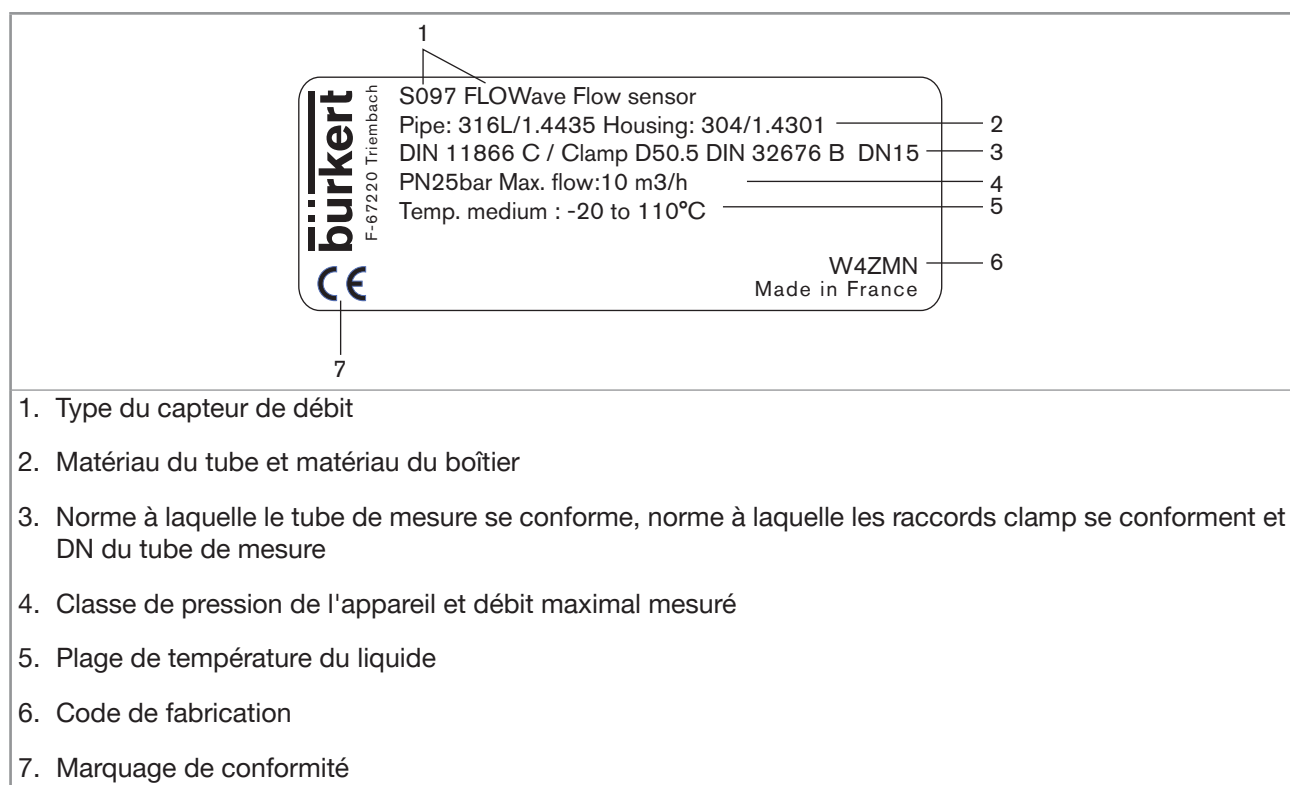 1
bürkert
F-67220 Triembach
S097 FLOWave Flow sensor
Pipe: 316L/1.4435 Housing: 304/1.4301
2
DIN 11866 C / Clamp D50.5 DIN 32676 B DN15
3
PN25bar Max. flow:10 m3/h
4
Temp. medium : -20 to 110°C
5
W4ZMN
6
Made in France
CE
7
1. Type du capteur de débit
2. Matériau du tube et matériau du boîtier
3. Norme à laquelle le tube de mesure se conforme, norme à laquelle les raccords clamp se conforment et
DN du tube de mesure
4. Classe de pression de l'appareil et débit maximal mesuré
5. Plage de température du liquide
6. Code de fabrication
7. Marquage de conformité